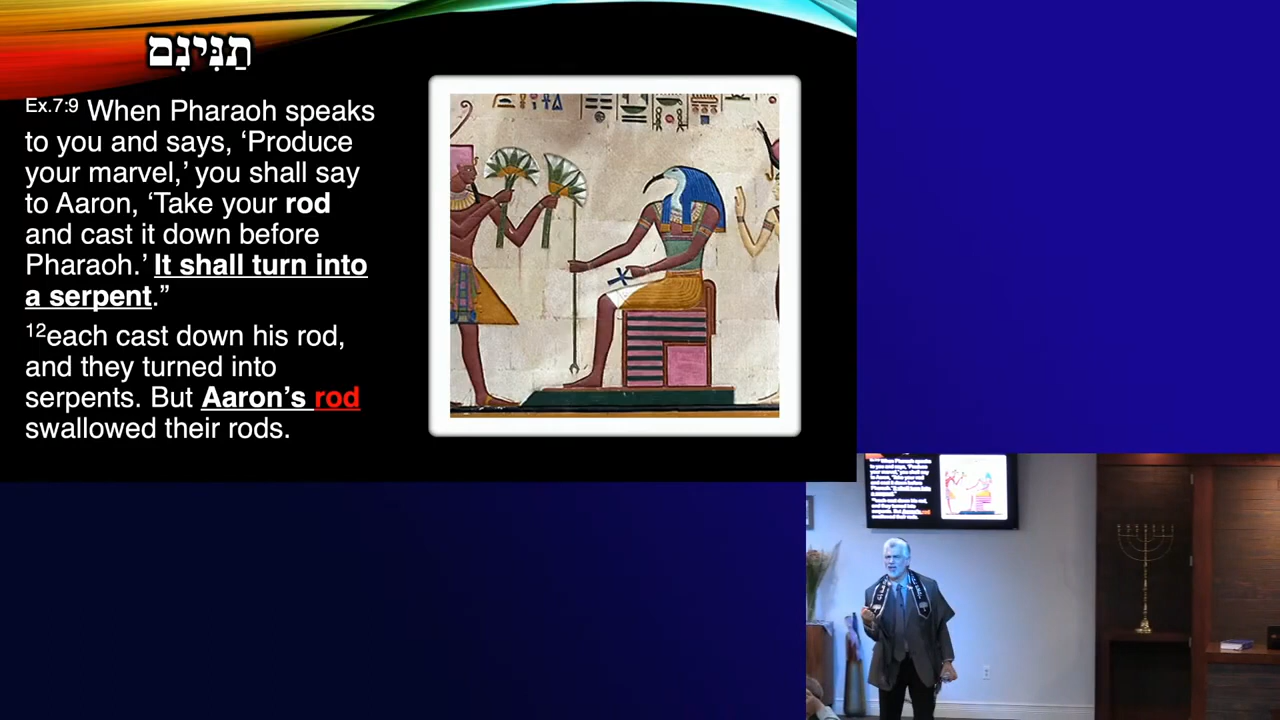 תַנִּינִם
Ex.7:9 When Pharaoh speaks
to you and says, ‘Produce
your marvel,’ you shall say
to Aaron, ‘Take your rod
and cast it down before
Pharaoh.’ It shall turn into
a serpent.”
12each cast down his rod,
and they turned into
serpents. But Aaron’s rod
swallowed their rods.